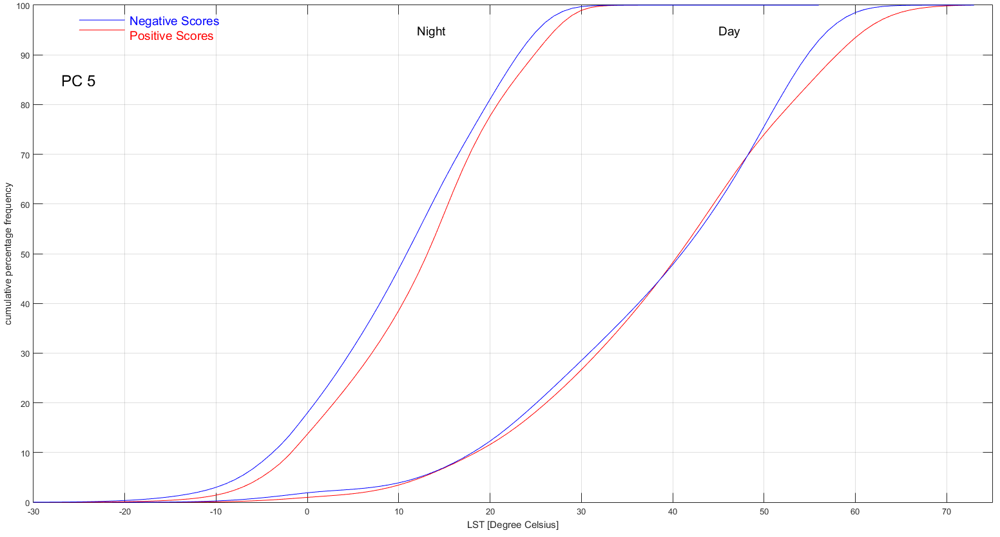 Negative Scores
Positive Scores
Night
Day
PC 5
cumulative percentage frequency
100
90
80
70
60
50
40
30
20
10
0
-30 -20 -10 0 10 20 30 40 50 60 70
LST [Degree Celsius]